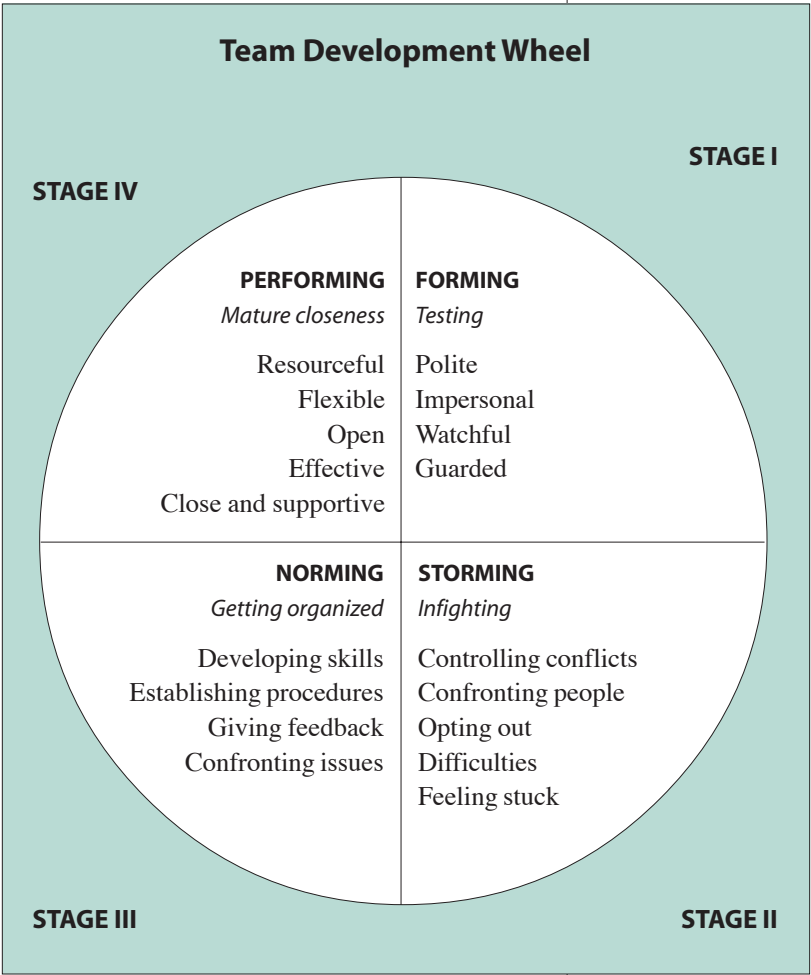 Team Development Wheel
STAGE I
STAGE IV
PERFORMING
Mature closeness
Resourceful
Flexible
Open
Effective
Close and supportive
FORMING
Testing
Polite
Impersonal
Watchful
Guarded
NORMING
Getting organized
Developing skills
Establishing procedures
Giving feedback
Confronting issues
STORMING
Infighting
Controlling conflicts
Confronting people
Opting out
Difficulties
Feeling stuck
STAGE III
STAGE II